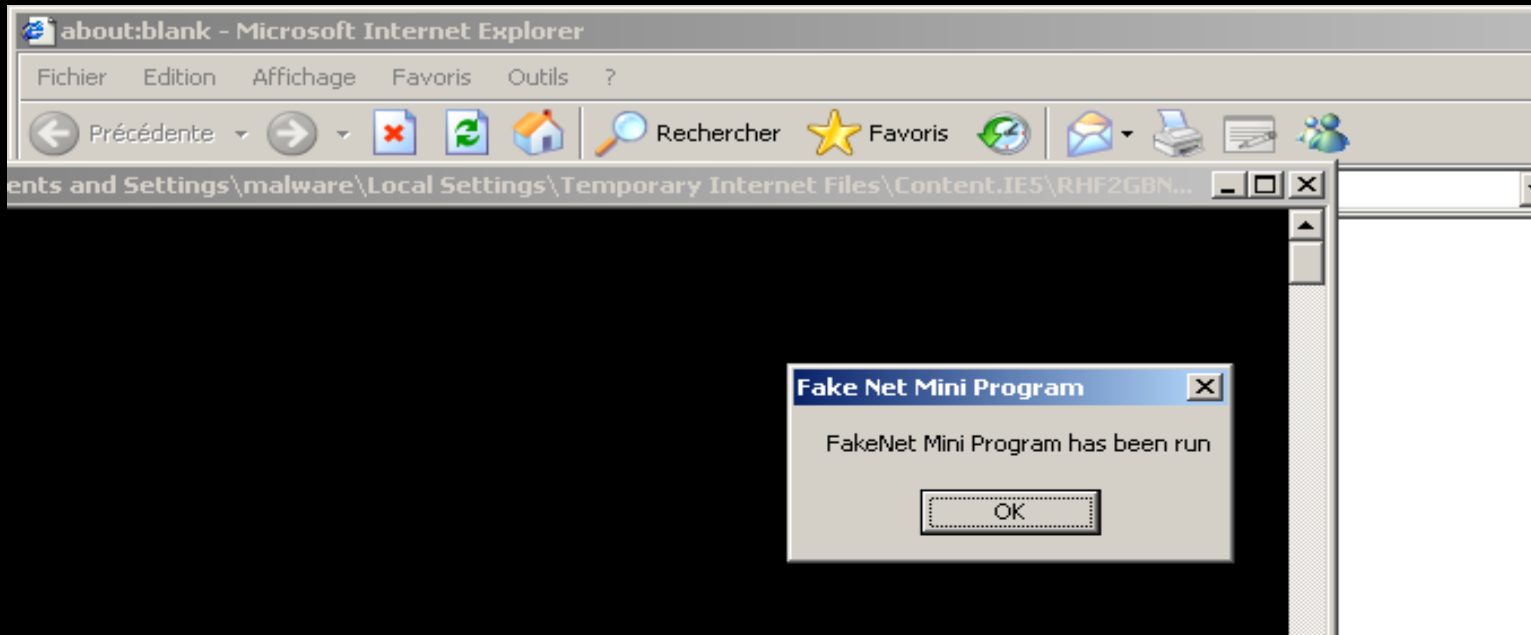 about:blank - Microsoft Internet Explorer
Fichier Edition Affichage Favoris Outils ?
Précédente Rechercher Favoris
ents and Settings\malware\Local Settings\Temporary Internet Files\Content.IE5\RHF2GBN...
Fake Net Mini Program
FakeNet Mini Program has been run
OK